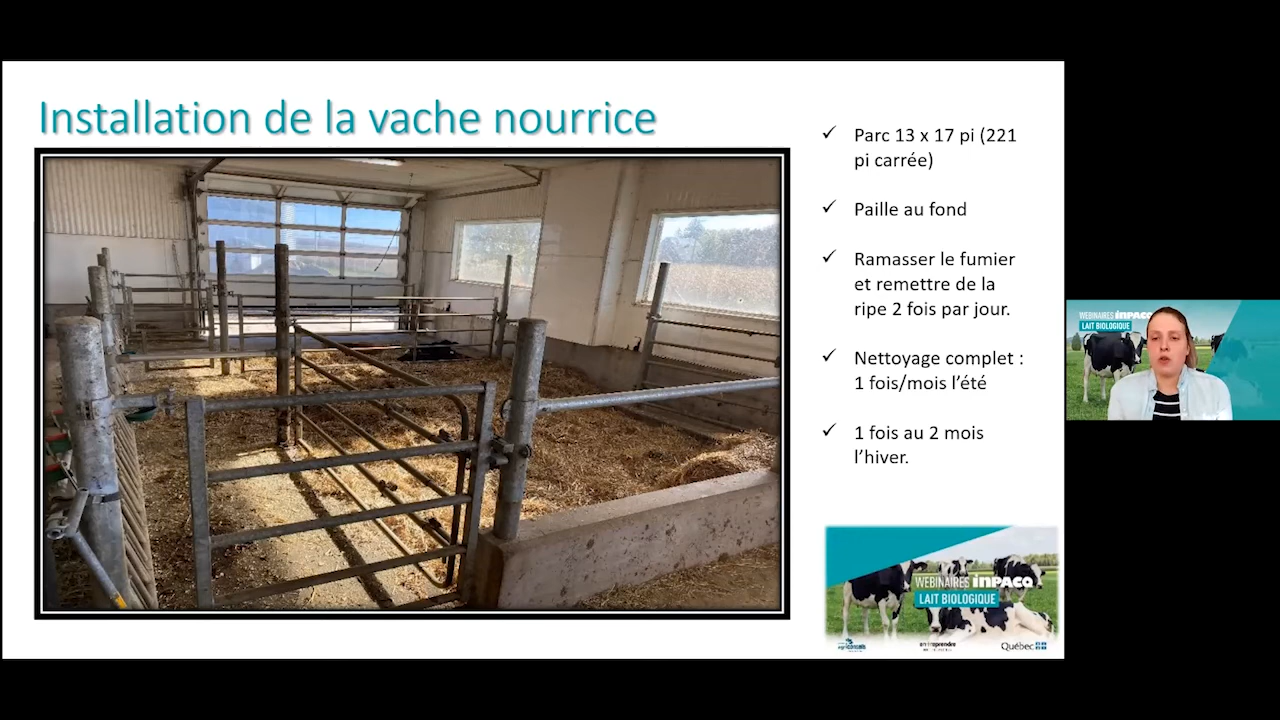 Installation de la vache nourrice
✓ Parc 13 x 17 pi (221
pi carrée)
✓ Paille au fond
✓ Ramasser le fumier
et remettre de la
ripe 2 fois par jour.
✓ Nettoyage complet :
1 fois/mois l’été
✓ 1 fois au 2 mois
l’hiver.
WEBINAIRES INPACQ
LAIT BIOLOGIQUE
WEBINAIRES INPACQ
LAIT BIOLOGIQUE
Québec